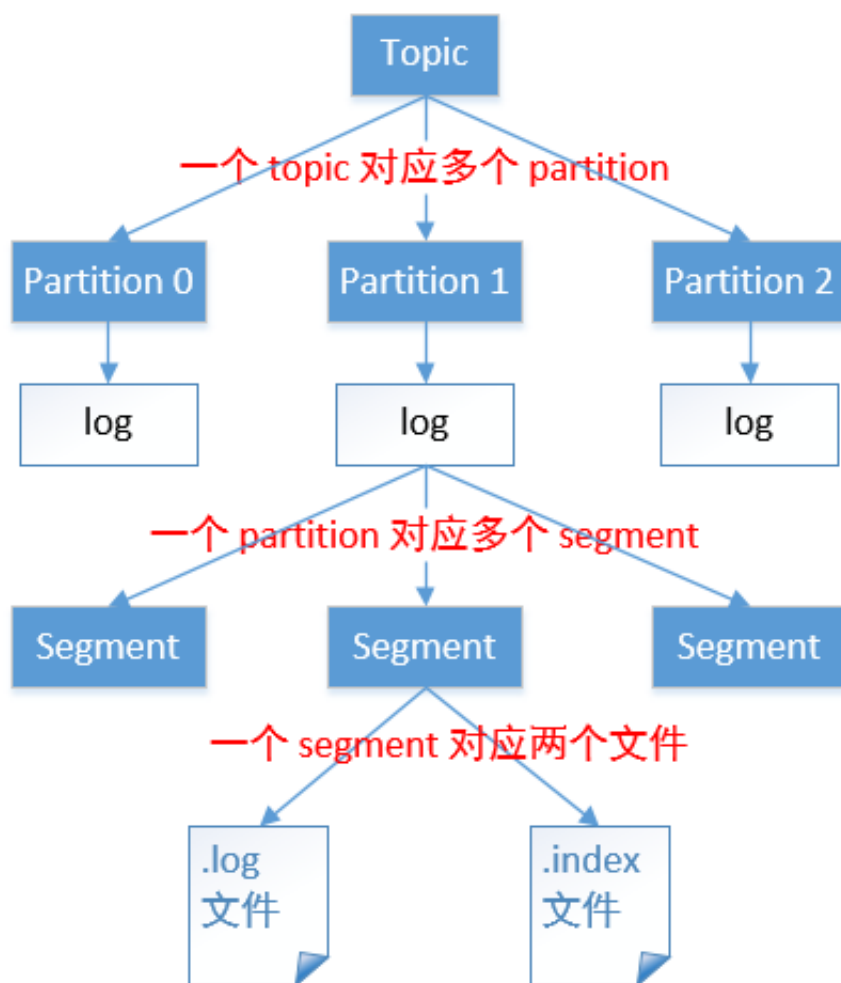 Topic
一个 topic 对应多个 partition
Partition 0
Partition 1
Partition 2
log
log
log
一个 partition 对应多个 segment
Segment
Segment
Segment
一个 segment 对应两个文件
.log
文件
.index
文件